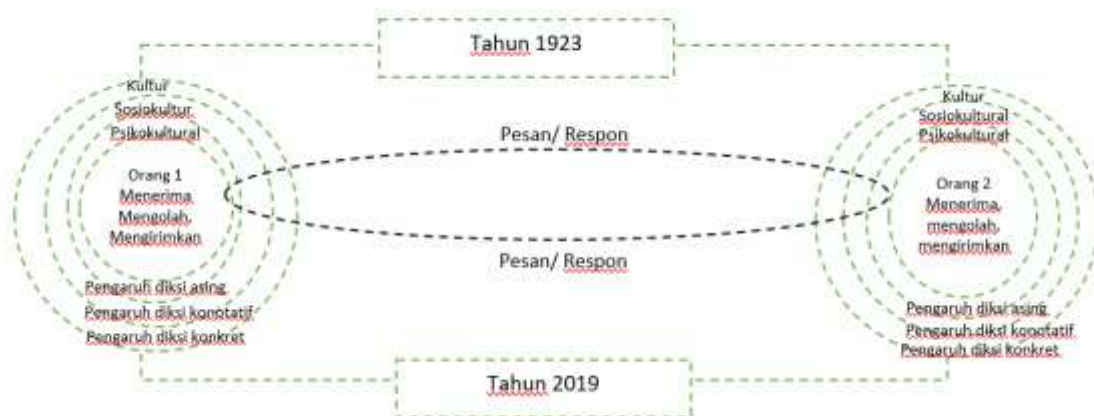 Tahun 1923
Kultur
Sosiokultur
Psikokultural
Orang 1
Menerima
Mengolah,
Mengirimkan
Pengaruh diksi asing
Pengaruh diksi konotatif
Pengaruh diksi konkret
Pesan/ Respon
Pesan/ Respon
Kultur
Sosiokultural
Psikokultural
Orang 2
Menerima,
mengolah,
mengirimkan
Pengaruh diksi asing
Pengaruh diksi konotatif
Pengaruh diksi konkret
Tahun 2019